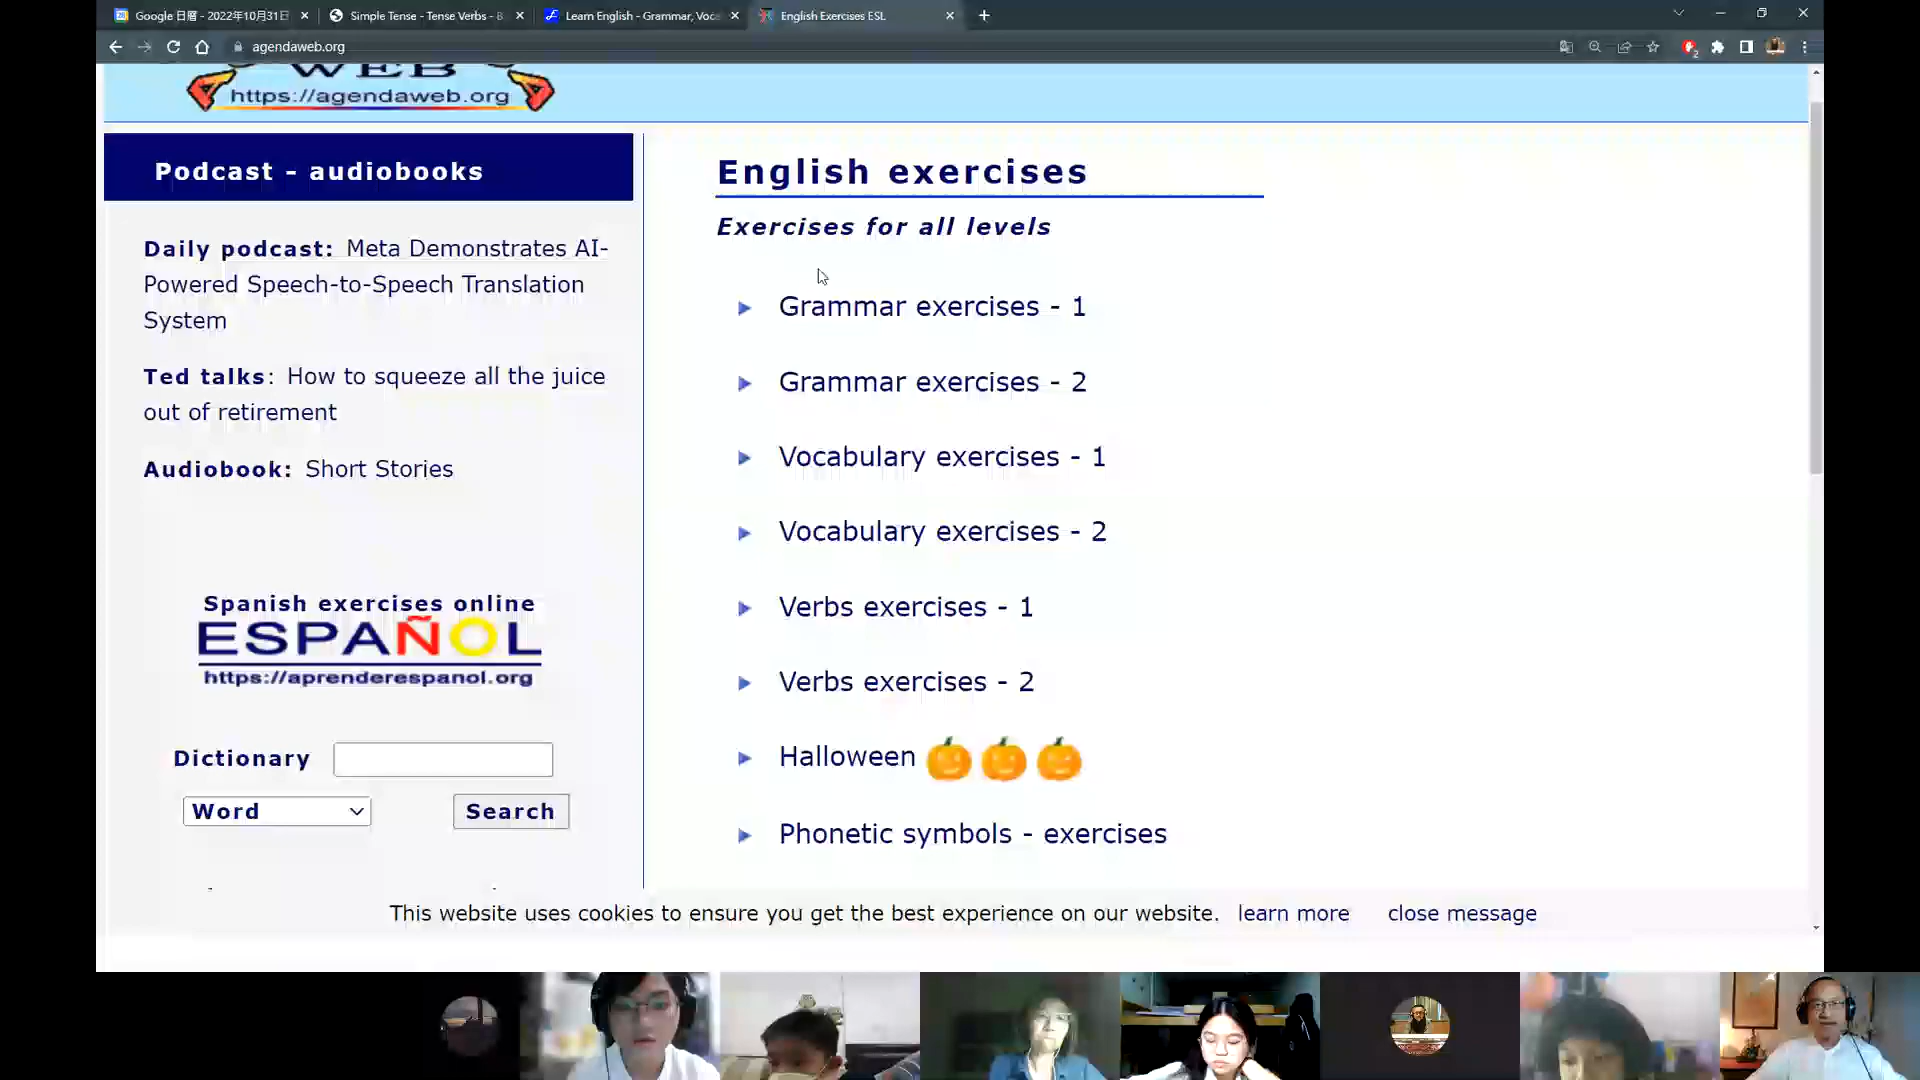 Google 日曆 - 2022年10月31日
Simple Tense - Tense Verbs - B
Learn English - Grammar, Voca
English Exercises ESL
agendaweb.org
WEB
https://agendaweb.org
Podcast - audiobooks
Daily podcast: Meta Demonstrates AI-
Powered Speech-to-Speech Translation
System
Ted talks: How to squeeze all the juice
out of retirement
Audiobook: Short Stories
Spanish exercises online
ESPAÑOL
https://aprenderespanol.org
Dictionary
Word
Search
English exercises
Exercises for all levels
Grammar exercises - 1
Grammar exercises - 2
Vocabulary exercises - 1
Vocabulary exercises - 2
Verbs exercises - 1
Verbs exercises - 2
Halloween
Phonetic symbols - exercises
This website uses cookies to ensure you get the best experience on our website. learn more close message